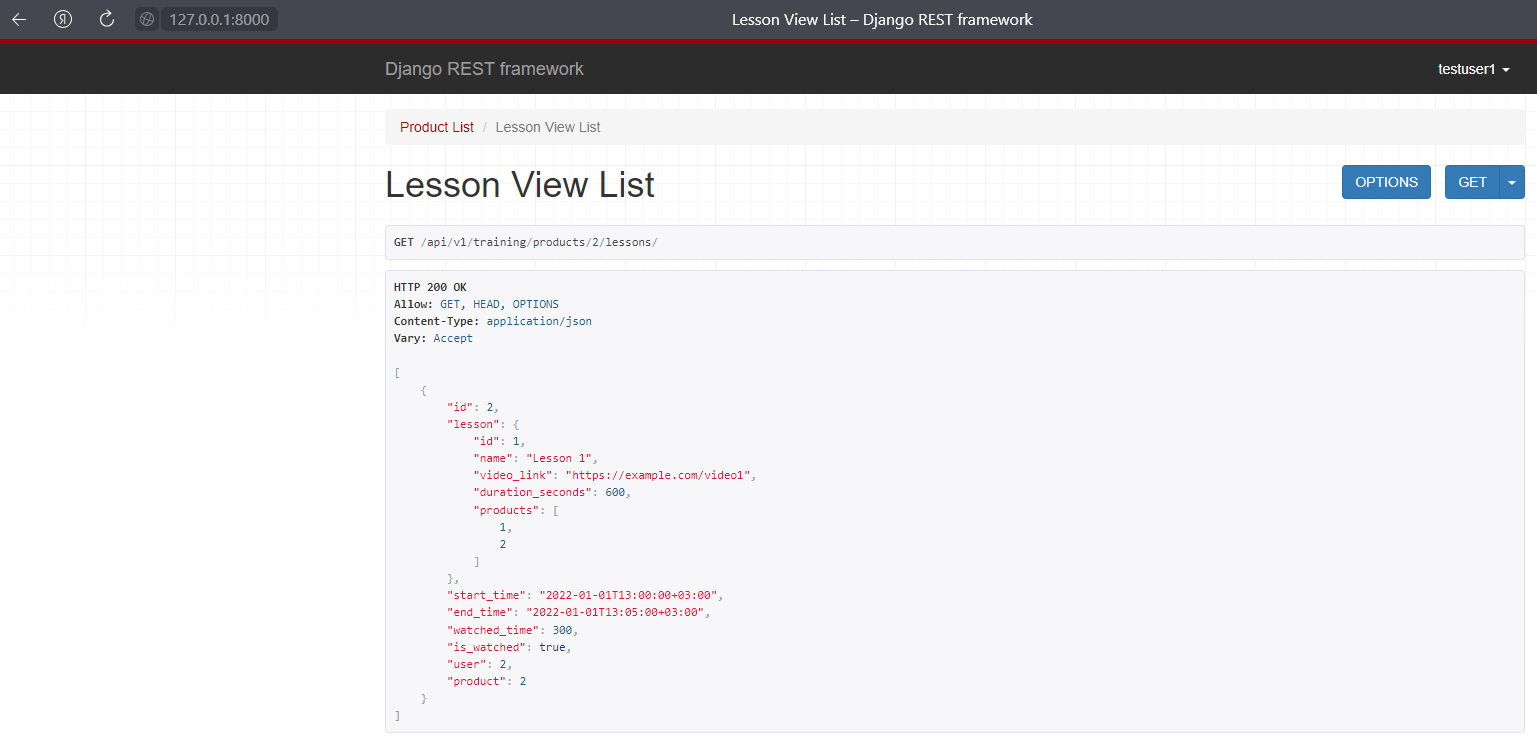 Я 127.0.0.1:8000 Lesson View List – Django REST framework
Django REST framework testuser1
Product List / Lesson View List
Lesson View List OPTIONS GET
GET /api/v1/training/products/2/lessons/
HTTP 200 OK
Allow: GET, HEAD, OPTIONS
Content-Type: application/json
Vary: Accept
[
    {
        "id": 2,
        "lesson": {
            "id": 1,
            "name": "Lesson 1",
            "video_link": "https://example.com/video1",
            "duration_seconds": 600,
            "products": [
                1,
                2
            ]
        },
        "start_time": "2022-01-01T13:00:00+03:00",
        "end_time": "2022-01-01T13:05:00+03:00",
        "watched_time": 300,
        "is_watched": true,
        "user": 2,
        "product": 2
    }
]